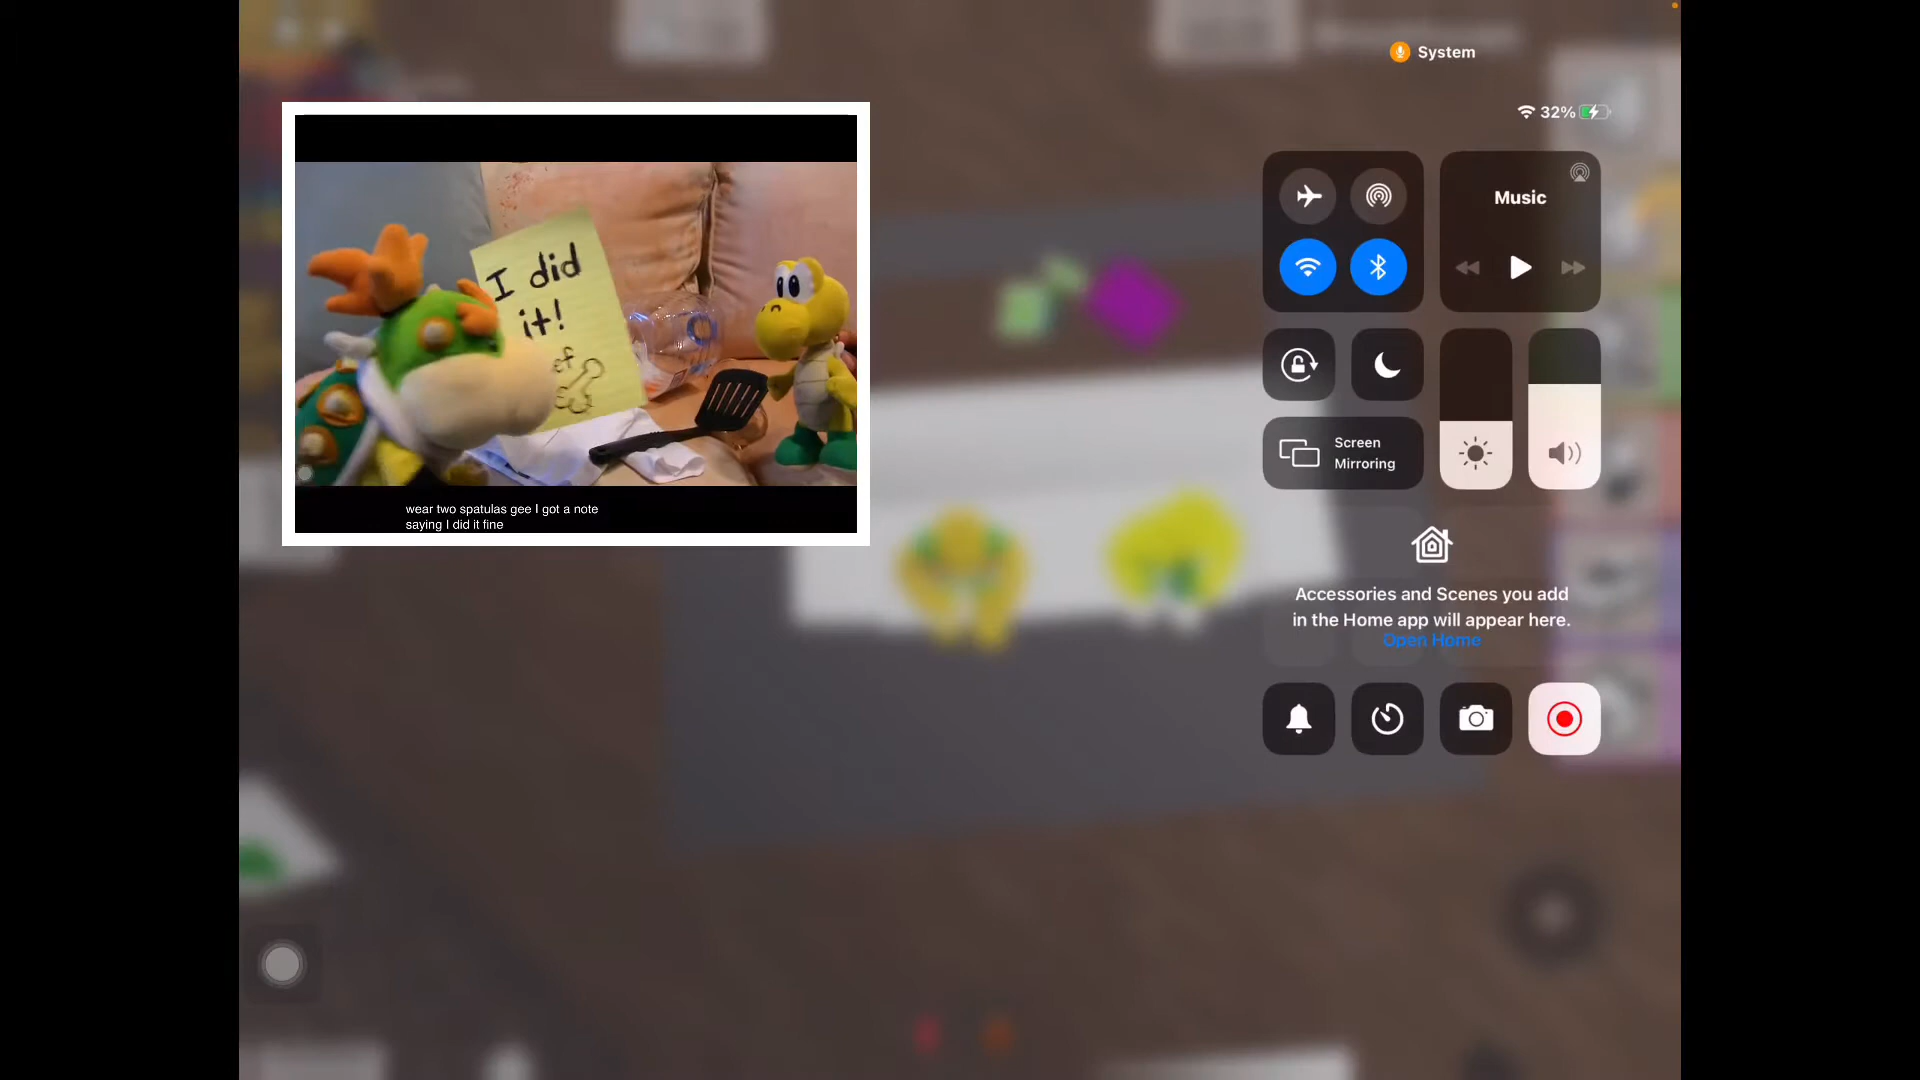 System
32%
I did
it!
ef
wear two spatulas gee I got a note
saying I did it fine
Music
Screen
Mirroring
Accessories and Scenes you add
in the Home app will appear here.
Open Home